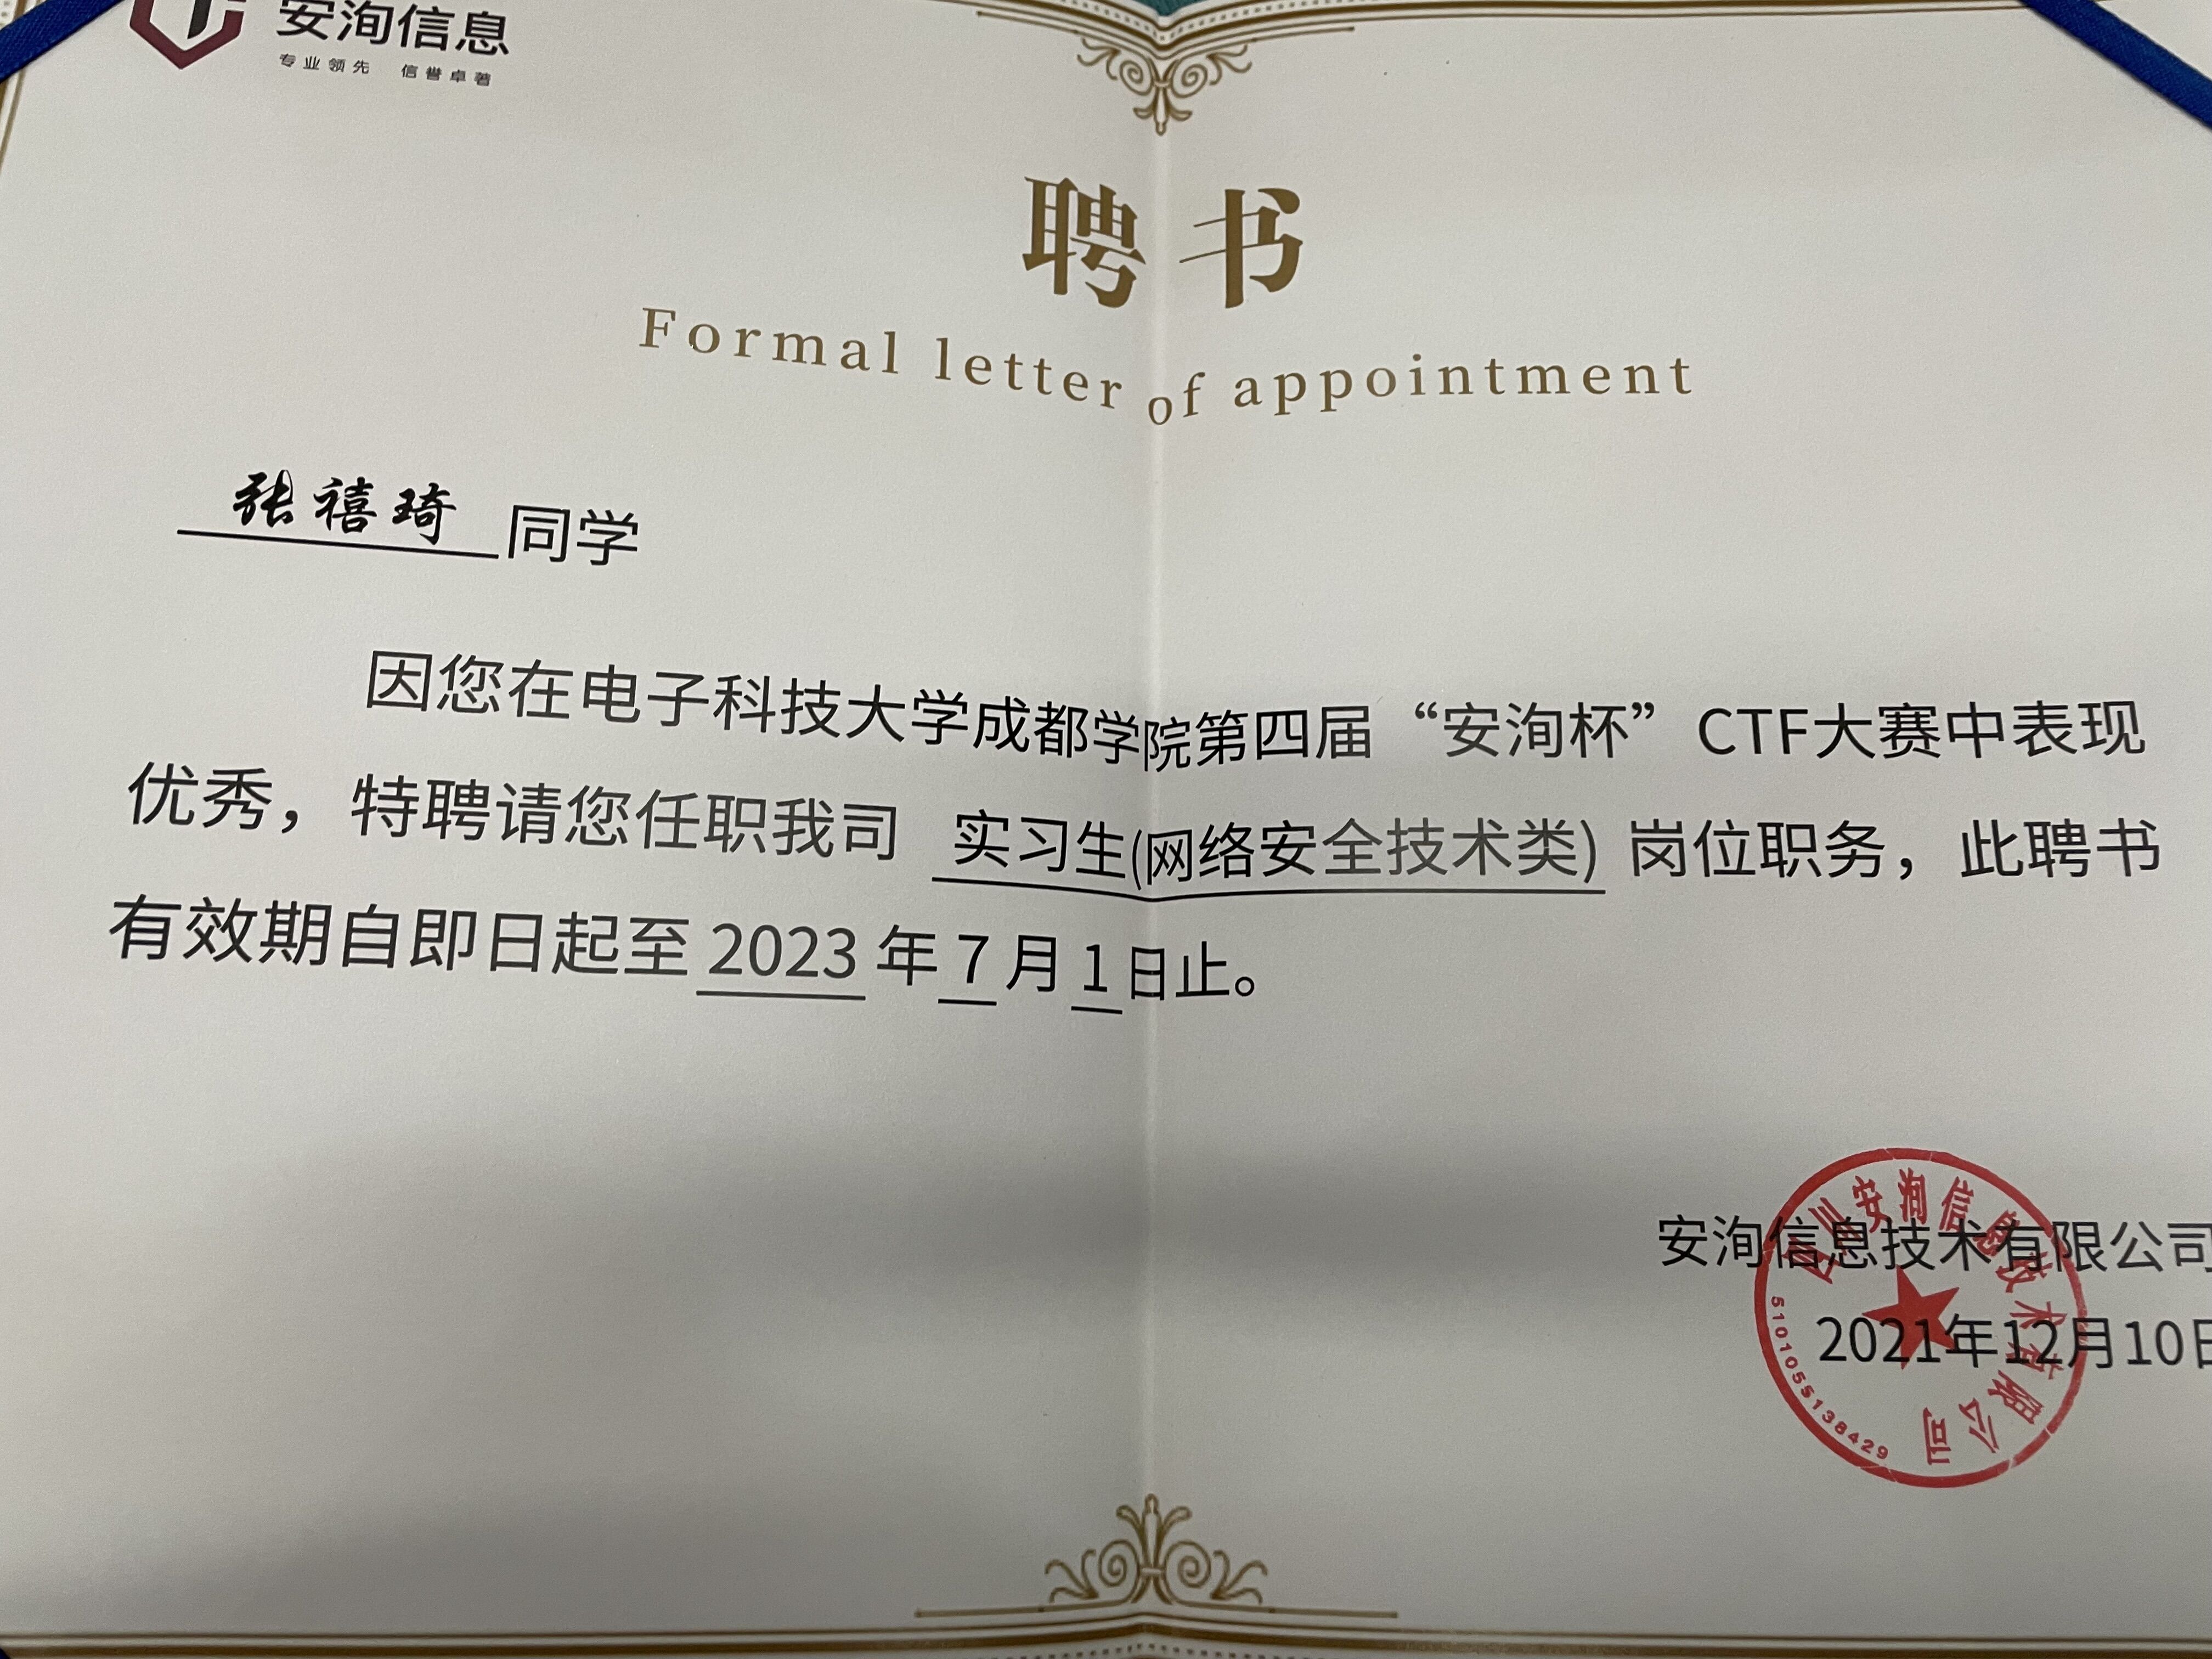 安洵信息
专业领先 信誉卓著
聘书
Formal letter of appointment
张禧琦同学
因您在电子科技大学成都学院第四届“安洵杯”CTF大赛中表现
优秀，特聘请您任职我司 实习生(网络安全技术类) 岗位职务，此聘书
有效期自即日起至 2023 年 7 月 1 日止。
安洵信息技术有限公司
2021年12月10日
四川安洵信息技术有限公司
5101055138429